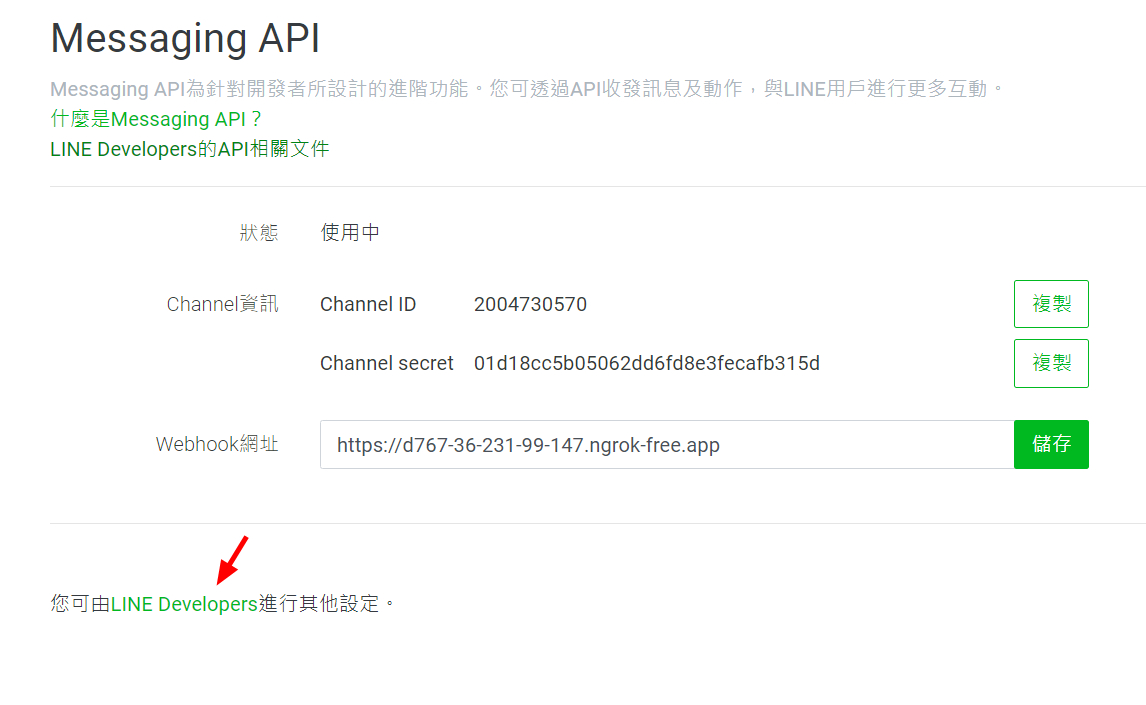 Messaging API
Messaging API為針對開發者所設計的進階功能。您可透過API收發訊息及動作，與LINE用戶進行更多互動。
什麼是Messaging API？
LINE Developers的API相關文件
狀態 使用中
Channel資訊 Channel ID 2004730570 複製
Channel secret 01d18cc5b05062dd6fd8e3fecafb315d 複製
Webhook網址 https://d767-36-231-99-147.ngrok-free.app 儲存
您可由LINE Developers進行其他設定。